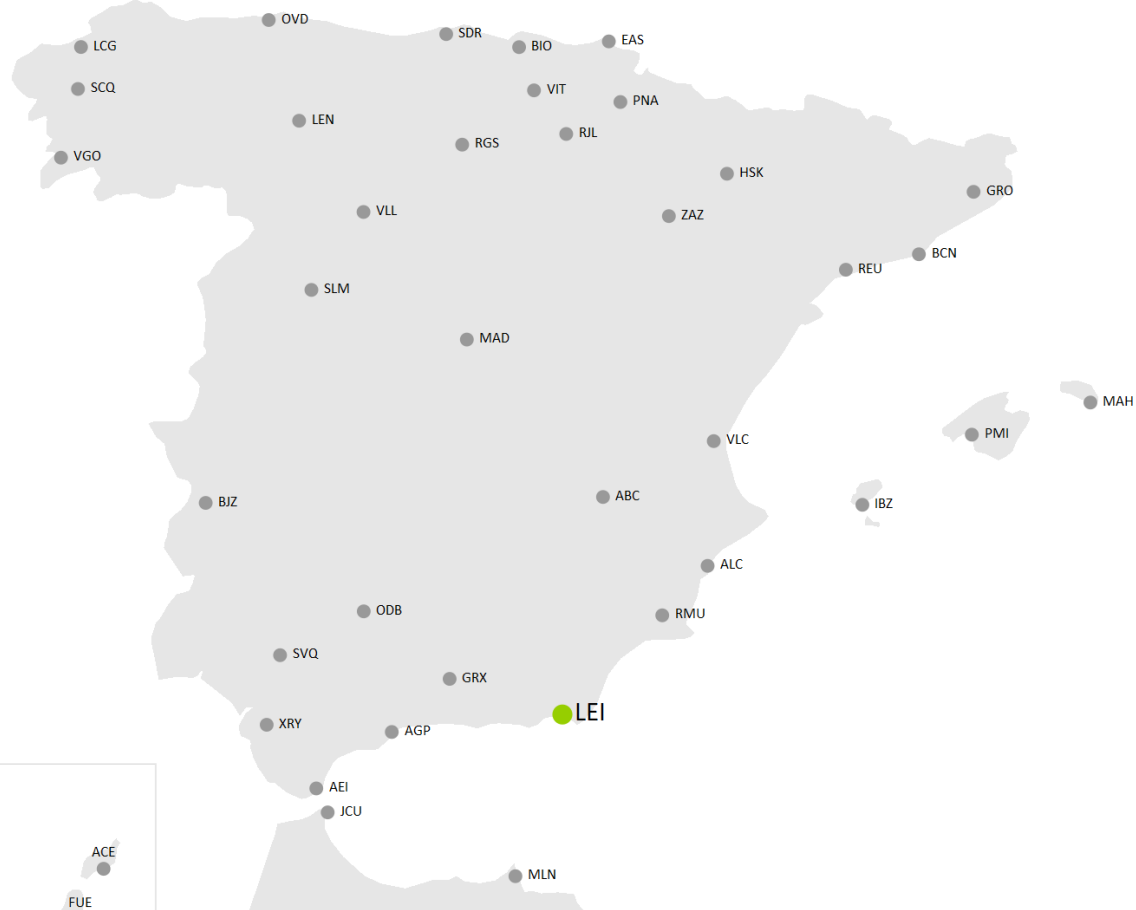 OVD
SDR
EAS
LCG
BIO
SCQ
VIT
PNA
LEN
RJL
RGS
VGO
HSK
GRO
VLL
ZAZ
BCN
REU
SLM
MAD
MAH
PMI
VLC
ABC
BJZ
IBZ
ALC
ODB
RMU
SVQ
GRX
LEI
XRY
AGP
AEI
JCU
ACE
MLN
FUE